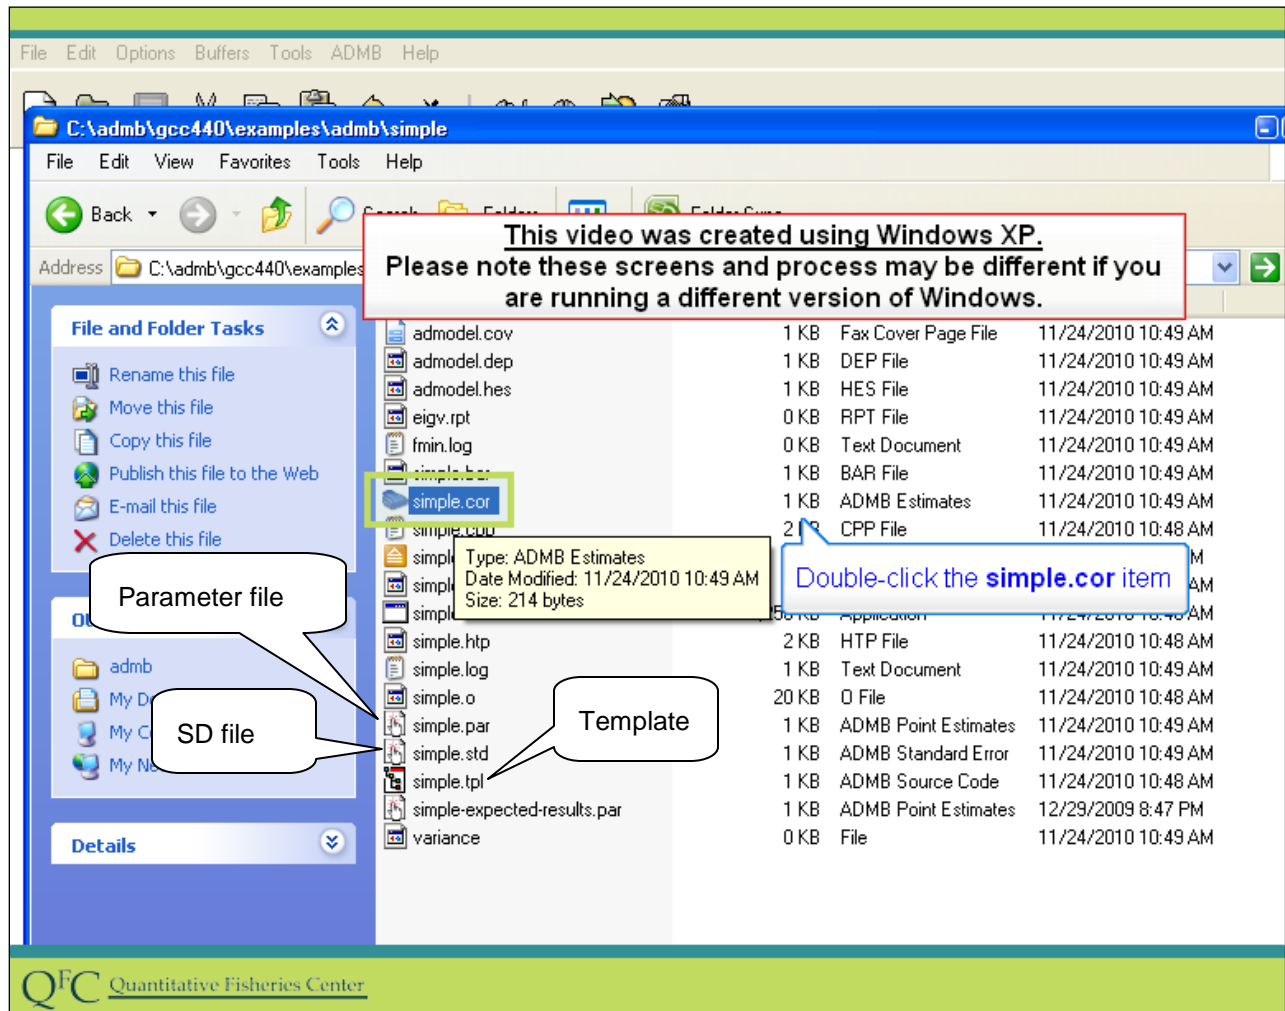 File Edit Options Buffers Tools ADMB Help
C:\admb\gcc440\examples\admb\simple
File Edit View Favorites Tools Help
Back
This video was created using Windows XP.
Please note these screens and process may be different if you
are running a different version of Windows.
Address C:\admb\gcc440\examples
File and Folder Tasks
Rename this file
Move this file
Copy this file
Publish this file to the Web
E-mail this file
Delete this file
admb
Details
admodel.cov 1 KB Fax Cover Page File 11/24/2010 10:49 AM
admodel.dep 1 KB DEP File 11/24/2010 10:49 AM
admodel.hes 1 KB HES File 11/24/2010 10:49 AM
eigv.rpt 0 KB RPT File 11/24/2010 10:49 AM
fmin.log 0 KB Text Document 11/24/2010 10:49 AM
simple.bar 1 KB BAR File 11/24/2010 10:49 AM
simple.cor 1 KB ADMB Estimates 11/24/2010 10:49 AM
simple.cpp 2 KB CPP File 11/24/2010 10:48 AM
Type: ADMB Estimates
Date Modified: 11/24/2010 10:49 AM
Size: 214 bytes
Double-click the simple.cor item
simple.htp 2 KB HTP File 11/24/2010 10:48 AM
simple.log 1 KB Text Document 11/24/2010 10:49 AM
simple.o 20 KB O File 11/24/2010 10:48 AM
simple.par 1 KB ADMB Point Estimates 11/24/2010 10:49 AM
simple.std 1 KB ADMB Standard Error 11/24/2010 10:49 AM
simple.tpl 1 KB ADMB Source Code 11/24/2010 10:48 AM
simple-expected-results.par 1 KB ADMB Point Estimates 12/29/2009 8:47 PM
variance 0 KB File 11/24/2010 10:49 AM
Parameter file
SD file
Template
QFC Quantitative Fisheries Center